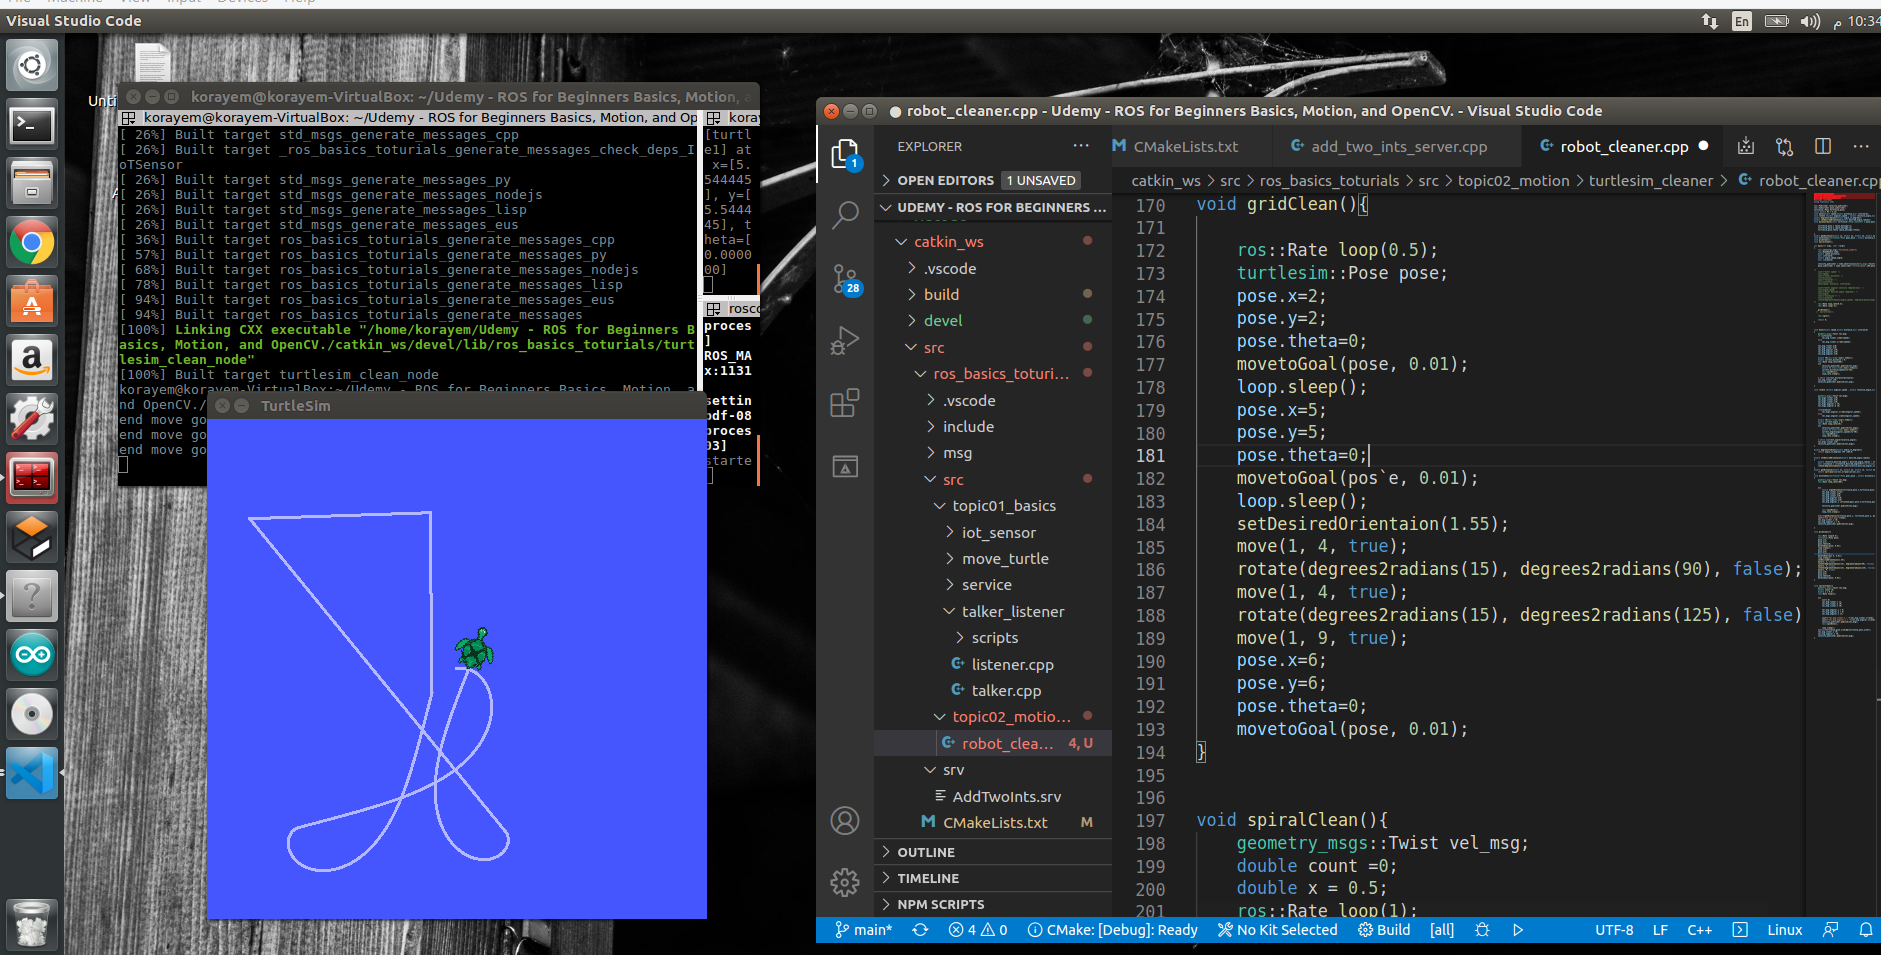 Visual Studio Code
En
م 10:34
Unti
korayem@korayem-VirtualBox: ~/Udemy - ROS for Beginners Basics, Motion, a
korayem@korayem-VirtualBox: ~/Udemy - ROS for Beginners Basics, Motion, and Op
[ 26%] Built target std_msgs_generate_messages_cpp
[ 26%] Built target _ros_basics_toturials_generate_messages_check_deps_I
oTSensor
[ 26%] Built target std_msgs_generate_messages_py
[ 26%] Built target std_msgs_generate_messages_nodejs
[ 26%] Built target std_msgs_generate_messages_lisp
[ 26%] Built target std_msgs_generate_messages_eus
[ 36%] Built target ros_basics_toturials_generate_messages_cpp
[ 57%] Built target ros_basics_toturials_generate_messages_py
[ 68%] Built target ros_basics_toturials_generate_messages_nodejs
[ 78%] Built target ros_basics_toturials_generate_messages_lisp
[ 94%] Built target ros_basics_toturials_generate_messages_eus
[ 94%] Built target ros_basics_toturials_generate_messages
[100%] Linking CXX executable "/home/korayem/Udemy - ROS for Beginners B
asics, Motion, and OpenCV./catkin_ws/devel/lib/ros_basics_toturials/turt
lesim_clean_node"
[100%] Built target turtlesim_clean_node
korayem@korayem-VirtualBox:~/Udemy - ROS for Beginners Basics, Motion, a
nd OpenCV./
end move go
end move go
end move go
koray
[turtl
e1] at
x=[5.
544445
], y=[
5.5444
45], t
heta=[
0.0000
00]
rosco
proces
]
ROS_MA
x:1131
settin
pdf-08
proces
03]
starte
TurtleSim
robot_cleaner.cpp - Udemy - ROS for Beginners Basics, Motion, and OpenCV. - Visual Studio Code
EXPLORER
1
28
OPEN EDITORS 1 UNSAVED
UDEMY - ROS FOR BEGINNERS ...
catkin_ws
.vscode
build
devel
src
ros_basics_toturi...
.vscode
include
msg
src
topic01_basics
iot_sensor
move_turtle
service
talker_listener
scripts
listener.cpp
talker.cpp
topic02_motio...
robot_clea... 4, U
srv
AddTwoInts.srv
CMakeLists.txt M
OUTLINE
TIMELINE
NPM SCRIPTS
CMakeLists.txt add_two_ints_server.cpp robot_cleaner.cpp
catkin_ws > src > ros_basics_toturials > src > topic02_motion > turtlesim_cleaner > robot_cleaner.cpp
170 void gridClean(){
171
172 ros::Rate loop(0.5);
173 turtlesim::Pose pose;
174 pose.x=2;
175 pose.y=2;
176 pose.theta=0;
177 movetoGoal(pose, 0.01);
178 loop.sleep();
179 pose.x=5;
180 pose.y=5;
181 pose.theta=0;
182 movetoGoal(pos`e, 0.01);
183 loop.sleep();
184 setDesiredOrientaion(1.55);
185 move(1, 4, true);
186 rotate(degrees2radians(15), degrees2radians(90), false);
187 move(1, 4, true);
188 rotate(degrees2radians(15), degrees2radians(125), false)
189 move(1, 9, true);
190 pose.x=6;
191 pose.y=6;
192 pose.theta=0;
193 movetoGoal(pose, 0.01);
194 }
195
196
197 void spiralClean(){
198 geometry_msgs::Twist vel_msg;
199 double count =0;
200 double x = 0.5;
201 ros::Rate loop(1);
main* 4 0 CMake: [Debug]: Ready No Kit Selected Build [all] UTF-8 LF C++ Linux